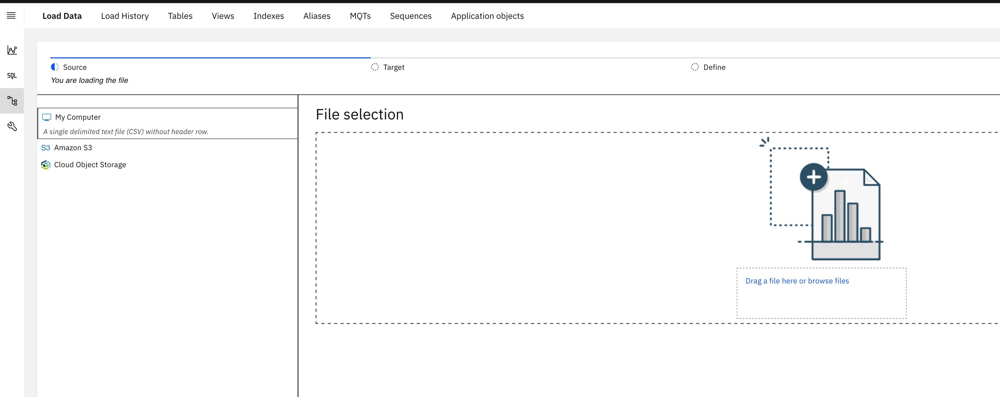 Load Data Load History Tables Views Indexes Aliases MQTs Sequences Application objects
SQL
Source Target Define
You are loading the file
My Computer
A single delimited text file (CSV) without header row.
S3 Amazon S3
Cloud Object Storage
File selection
Drag a file here or browse files